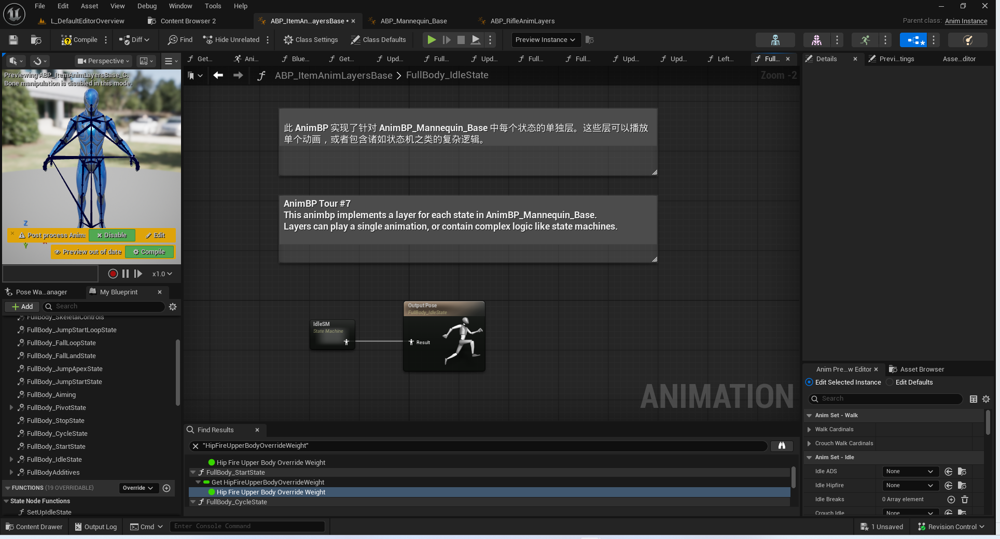 File Edit Asset View Debug Window Tools Help
L_DefaultEditorOverview
Content Browser 2
ABP_ItemAn...ayersBase *
ABP_Mannequin_Base
ABP_RifleAnimLayers
Parent class: Anim Instance
Compile
Diff
Find
Hide Unrelated
Class Settings
Class Defaults
Preview Instance
Perspective
Previewing ABP_ItemAnimLayersBase_C.
Bone manipulation is disabled in this mode.
Z
Y
Post process Anim
Disable
Edit
Preview out of date
Compile
x1.0
Get...
Ani...
Blue...
Get...
Upd...
Full...
Upd...
Full...
Full...
Upd...
Upd...
Left...
Full...
ABP_ItemAnimLayersBase > FullBody_IdleState
Zoom -2
此 AnimBP 实现了针对 AnimBP_Mannequin_Base 中每个状态的单独层。这些层可以播放
单个动画，或者包含诸如状态机之类的复杂逻辑。
AnimBP Tour #7
This animbp implements a layer for each state in AnimBP_Mannequin_Base.
Layers can play a single animation, or contain complex logic like state machines.
IdleSM
State Machine
Output Pose
FullBody_IdleState
Result
ANIMATION
Pose Wa...anager
My Blueprint
Add
Search
FullBody_SkeletalControls
FullBody_JumpStartLoopState
FullBody_FallLoopState
FullBody_FallLandState
FullBody_JumpApexState
FullBody_JumpStartState
FullBody_Aiming
FullBody_PivotState
FullBody_StopState
FullBody_CycleState
FullBody_StartState
FullBody_IdleState
FullBodyAdditives
FUNCTIONS (19 OVERRIDABLE)
Override
State Node Functions
SetUpIdleState
Find Results
"HipFireUpperBodyOverrideWeight"
Hip Fire Upper Body Override Weight
FullBody_StartState
Get HipFireUpperBodyOverrideWeight
Hip Fire Upper Body Override Weight
FullBody_CycleState
Details
Previ...tings
Asse...ditor
Anim Pre...w Editor
Asset Browser
Edit Selected Instance
Edit Defaults
Search
Anim Set - Walk
Walk Cardinals
Crouch Walk Cardinals
Anim Set - Idle
Idle ADS
None
Idle Hipfire
None
Idle Breaks
0 Array element
Crouch Idle
None
Content Drawer
Output Log
Cmd
Enter Console Command
1 Unsaved
Revision Control